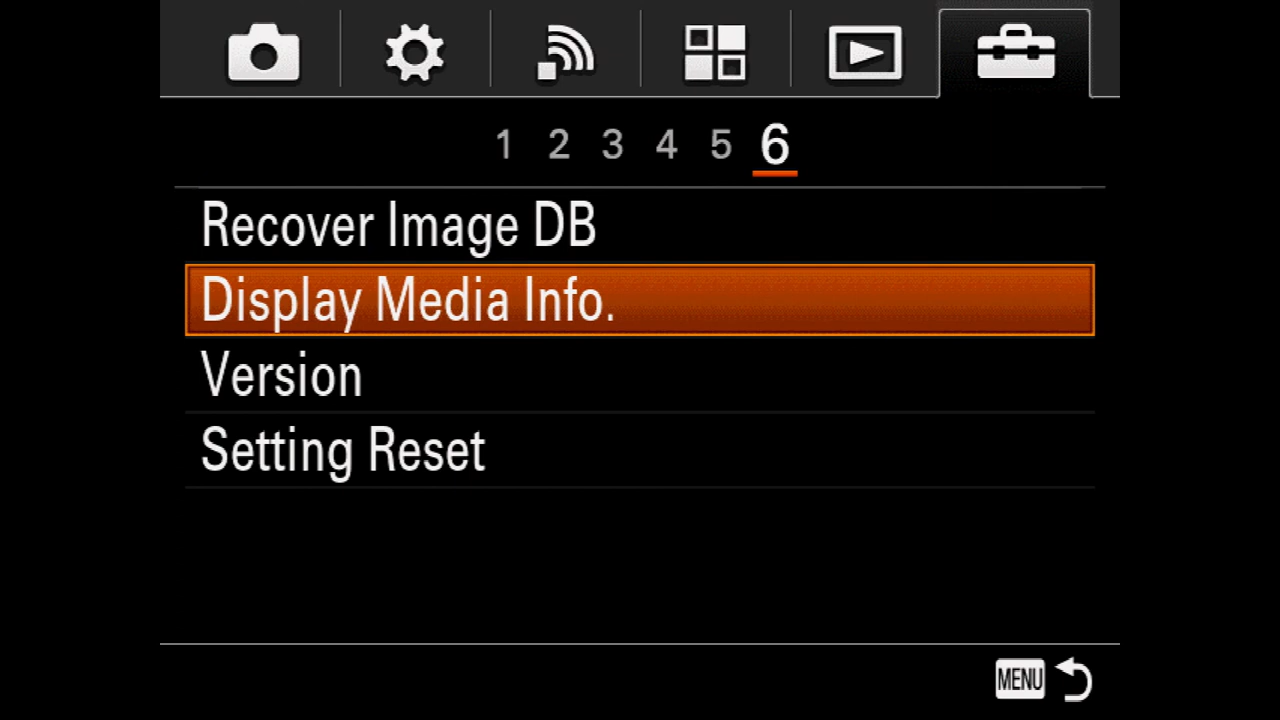 1 2 3 4 5 6
Recover Image DB
Display Media Info.
Version
Setting Reset
MENU